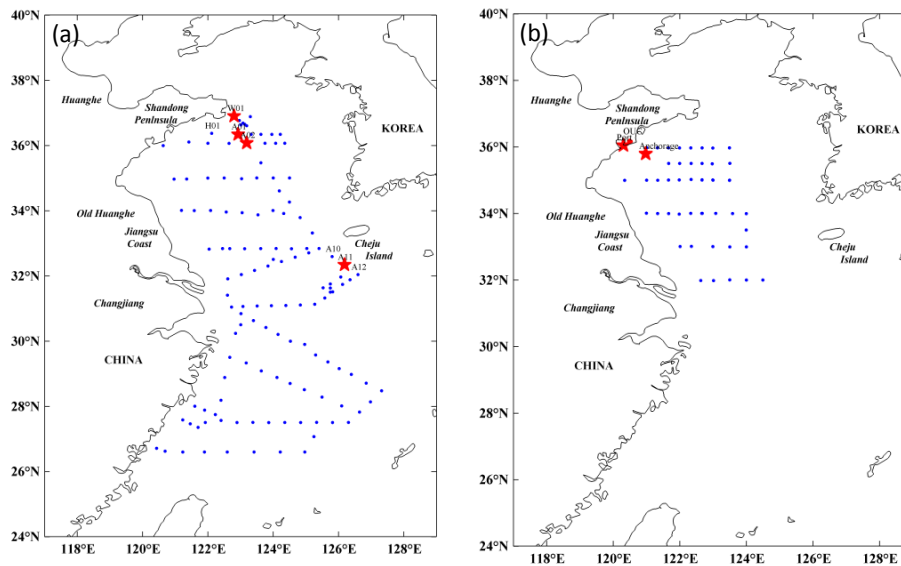 (a)
40°N
38°N
36°N
34°N
32°N
30°N
28°N
26°N
24°N
118°E
120°E
122°E
124°E
126°E
128°E
Huanghe
Shandong
Peninsula
W01
H01
KOREA
Old Huanghe
Jiangsu
Coast
Cheju
Island
A10
A11
A12
Changjiang
CHINA
(b)
40°N
38°N
36°N
34°N
32°N
30°N
28°N
26°N
24°N
118°E
120°E
122°E
124°E
126°E
128°E
Huanghe
Shandong
Peninsula
Anchorage
KOREA
Old Huanghe
Jiangsu
Coast
Cheju
Island
Changjiang
CHINA